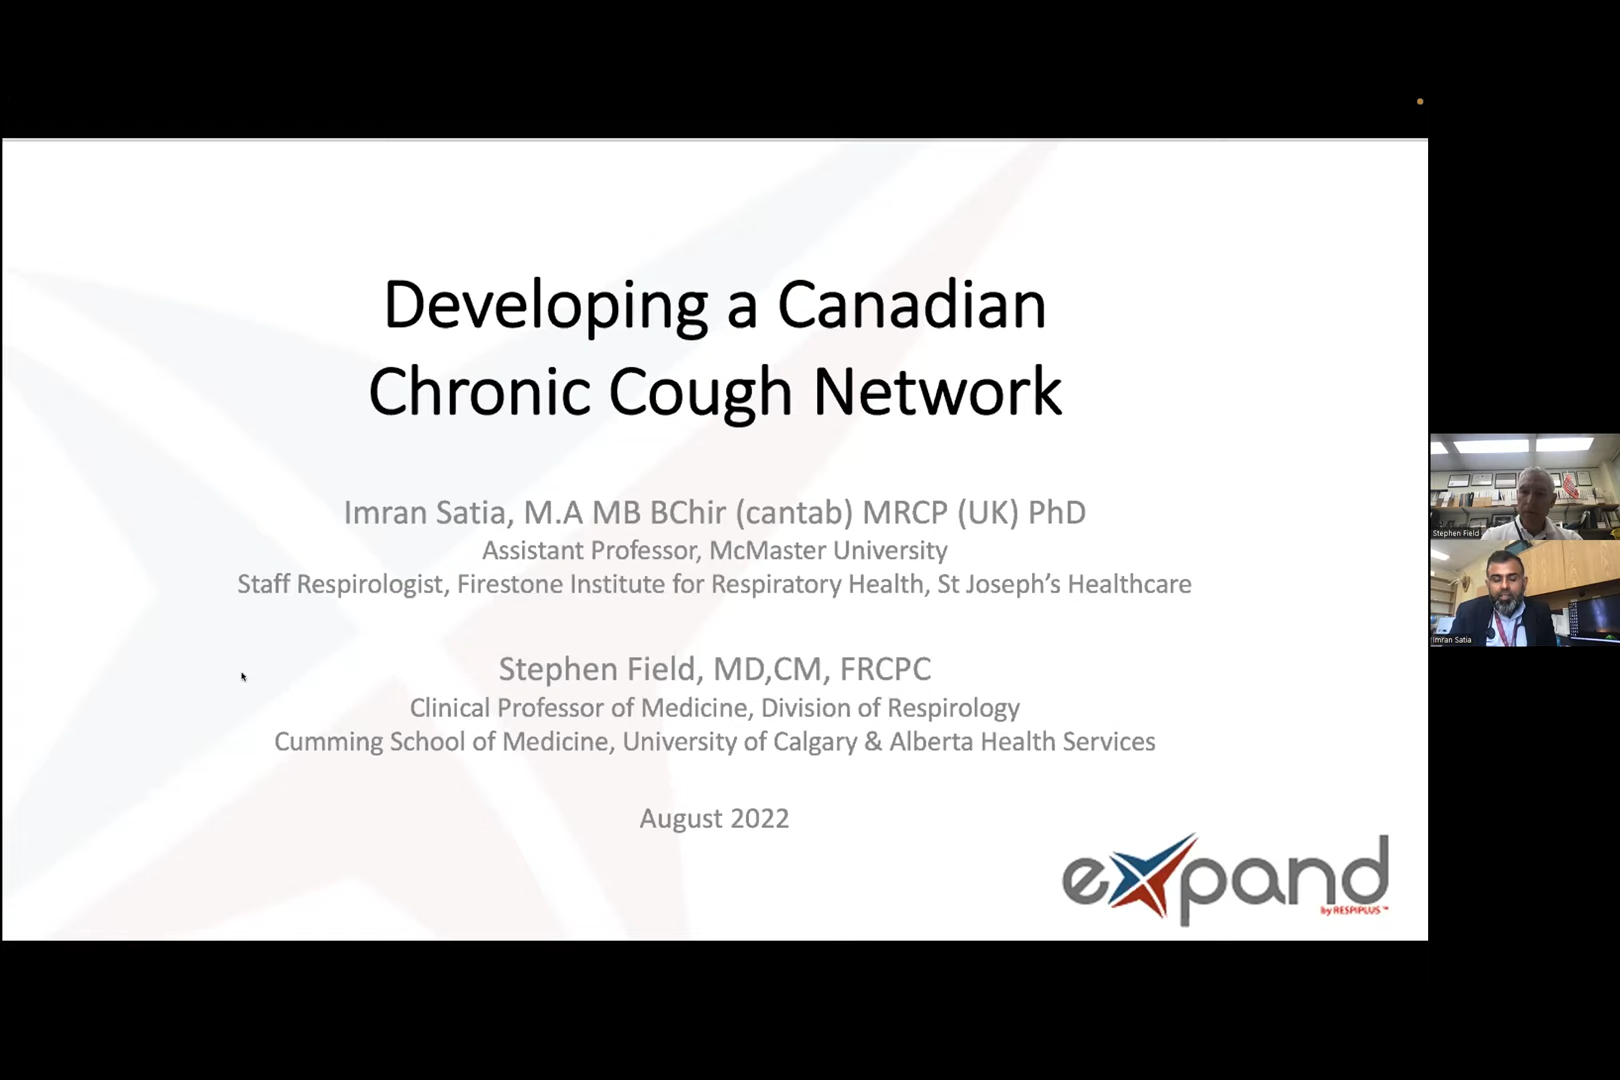 Developing a Canadian
Chronic Cough Network
Imran Satia, M.A MB BChir (cantab) MRCP (UK) PhD
Assistant Professor, McMaster University
Staff Respirologist, Firestone Institute for Respiratory Health, St Joseph’s Healthcare
Stephen Field, MD,CM, FRCPC
Clinical Professor of Medicine, Division of Respirology
Cumming School of Medicine, University of Calgary & Alberta Health Services
August 2022
expand
by RESPIPLUS™
Stephen Field
Imran Satia